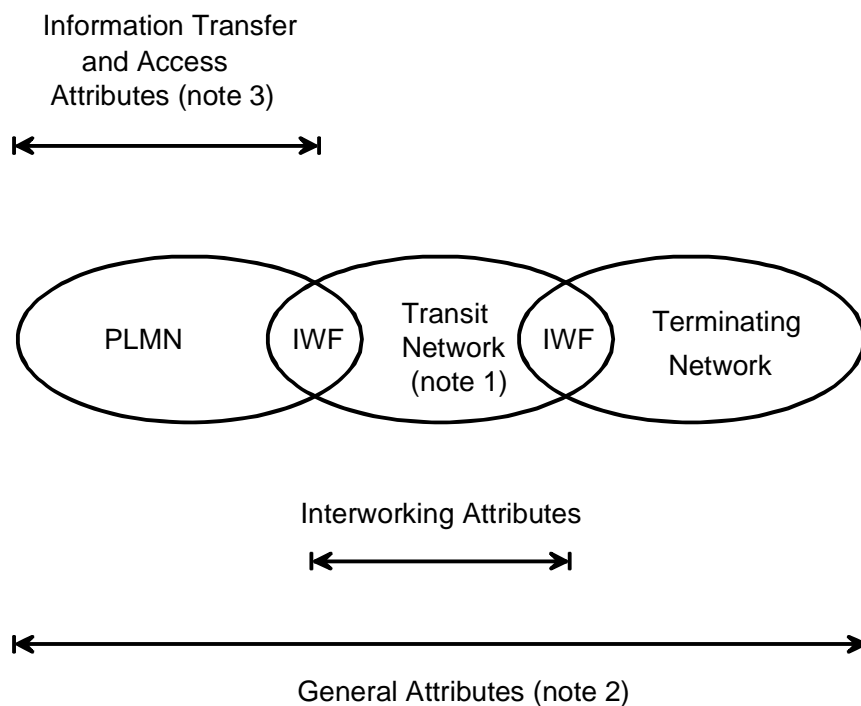 Information Transfer
and Access
Attributes (note 3)
PLMN
IWF
Transit
Network
(note 1)
IWF
Terminating
Network
Interworking Attributes
General Attributes (note 2)